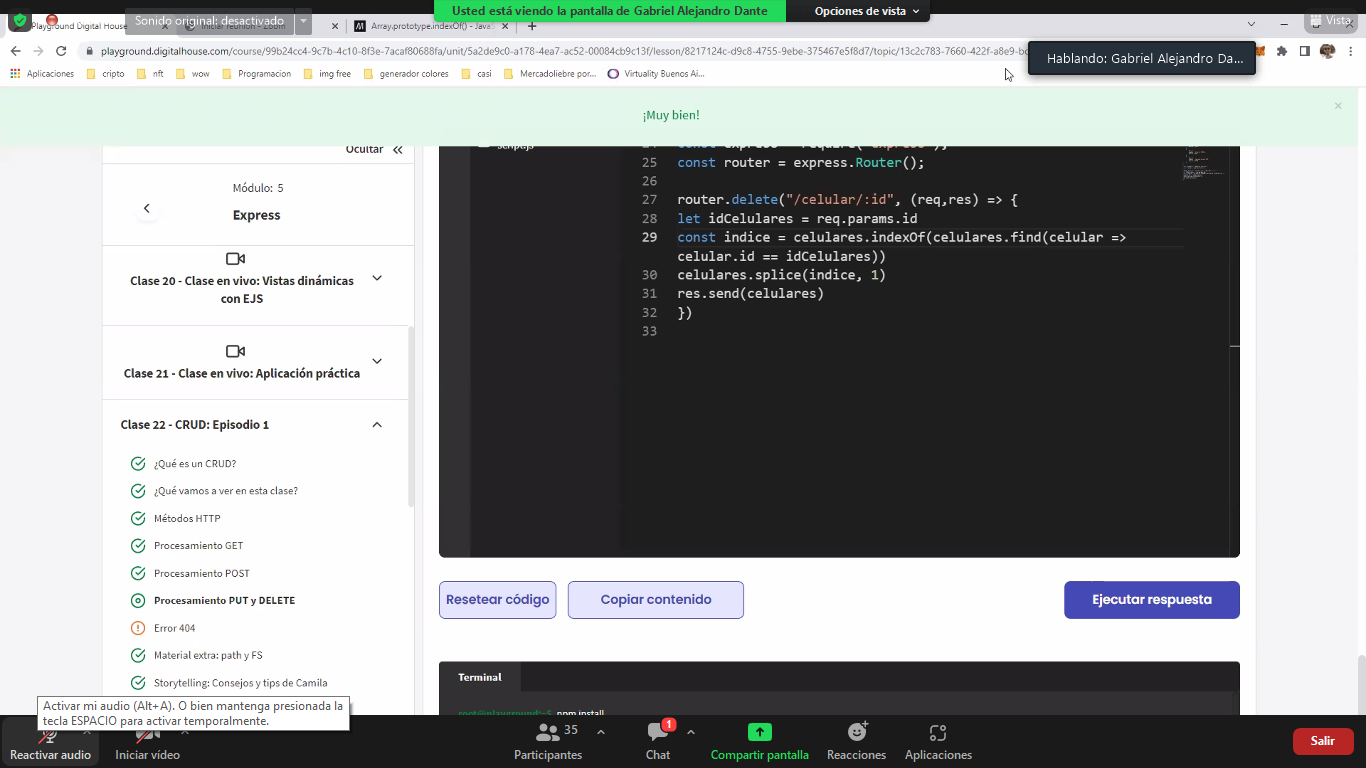 Usted está viendo la pantalla de Gabriel Alejandro Dante
Opciones de vista
Sonido original: desactivado
Playground Digital House
Iniciar reunión - Zoom
Array.prototype.indexOf() - JavaS
Vista
playground.digitalhouse.com/course/99b24cc4-9c7b-4c10-8f3e-7acaf80688fa/unit/5a2de9c0-a178-4ea7-ac52-00084cb9c13f/lesson/8217124c-d9c8-4755-9ebe-375467e5f8d7/topic/13c2c783-7660-422f-a8e9-bc
Hablando: Gabriel Alejandro Da...
Aplicaciones
cripto
nft
wow
Programacion
img free
generador colores
casi
Mercadoliebre por...
Virtuality Buenos Ai...
¡Muy bien!
Ocultar
Módulo: 5
Express
Clase 20 - Clase en vivo: Vistas dinámicas
con EJS
Clase 21 - Clase en vivo: Aplicación práctica
Clase 22 - CRUD: Episodio 1
¿Qué es un CRUD?
¿Qué vamos a ver en esta clase?
Métodos HTTP
Procesamiento GET
Procesamiento POST
Procesamiento PUT y DELETE
Error 404
Material extra: path y FS
Storytelling: Consejos y tips de Camila
script.js
24 const express = require("express");
25 const router = express.Router();
26
27 router.delete("/celular/:id", (req,res) => {
28 let idCelulares = req.params.id
29 const indice = celulares.indexOf(celulares.find(celular =>
celular.id == idCelulares))
30 celulares.splice(indice, 1)
31 res.send(celulares)
32 })
33
Resetear código
Copiar contenido
Ejecutar respuesta
Terminal
root@playground:~$ npm install
Activar mi audio (Alt+A). O bien mantenga presionada la
tecla ESPACIO para activar temporalmente.
Reactivar audio
Iniciar vídeo
35
Participantes
1
Chat
Compartir pantalla
Reacciones
Aplicaciones
Salir